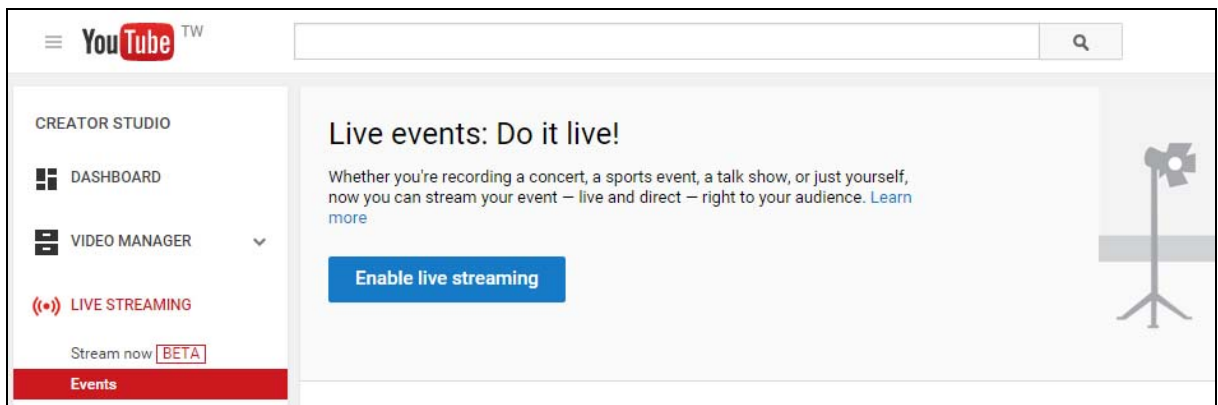 YouTube TW
CREATOR STUDIO
DASHBOARD
VIDEO MANAGER
LIVE STREAMING
Stream now BETA
Events
Live events: Do it live!
Whether you're recording a concert, a sports event, a talk show, or just yourself,
now you can stream your event — live and direct — right to your audience. Learn
more
Enable live streaming